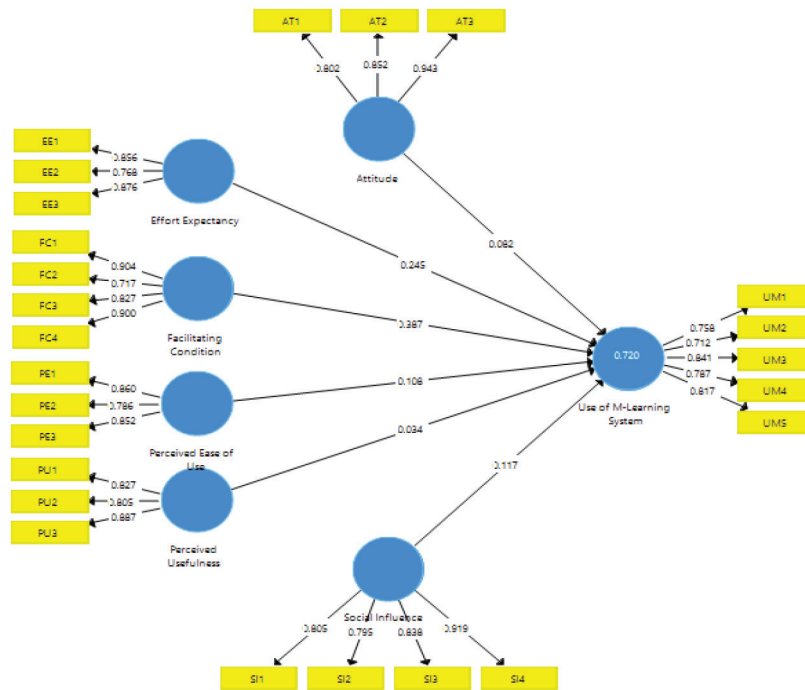 AT1
AT2
AT3
0.802
0.852
0.943
Attitude
EE1
EE2
EE3
0.856
0.768
0.876
Effort Expectancy
0.082
0.245
FC1
FC2
FC3
FC4
0.904
0.717
0.827
0.900
Facilitating
Condition
0.387
PE1
PE2
PE3
0.860
0.786
0.852
Perceived Ease of
Use
0.108
PU1
PU2
PU3
0.827
0.805
0.887
Perceived
Usefulness
0.034
0.720
Use of M-Learning
System
0.758
0.712
0.841
0.787
0.817
UM1
UM2
UM3
UM4
UM5
0.117
Social Influence
0.805
0.795
0.838
0.919
SI1
SI2
SI3
SI4